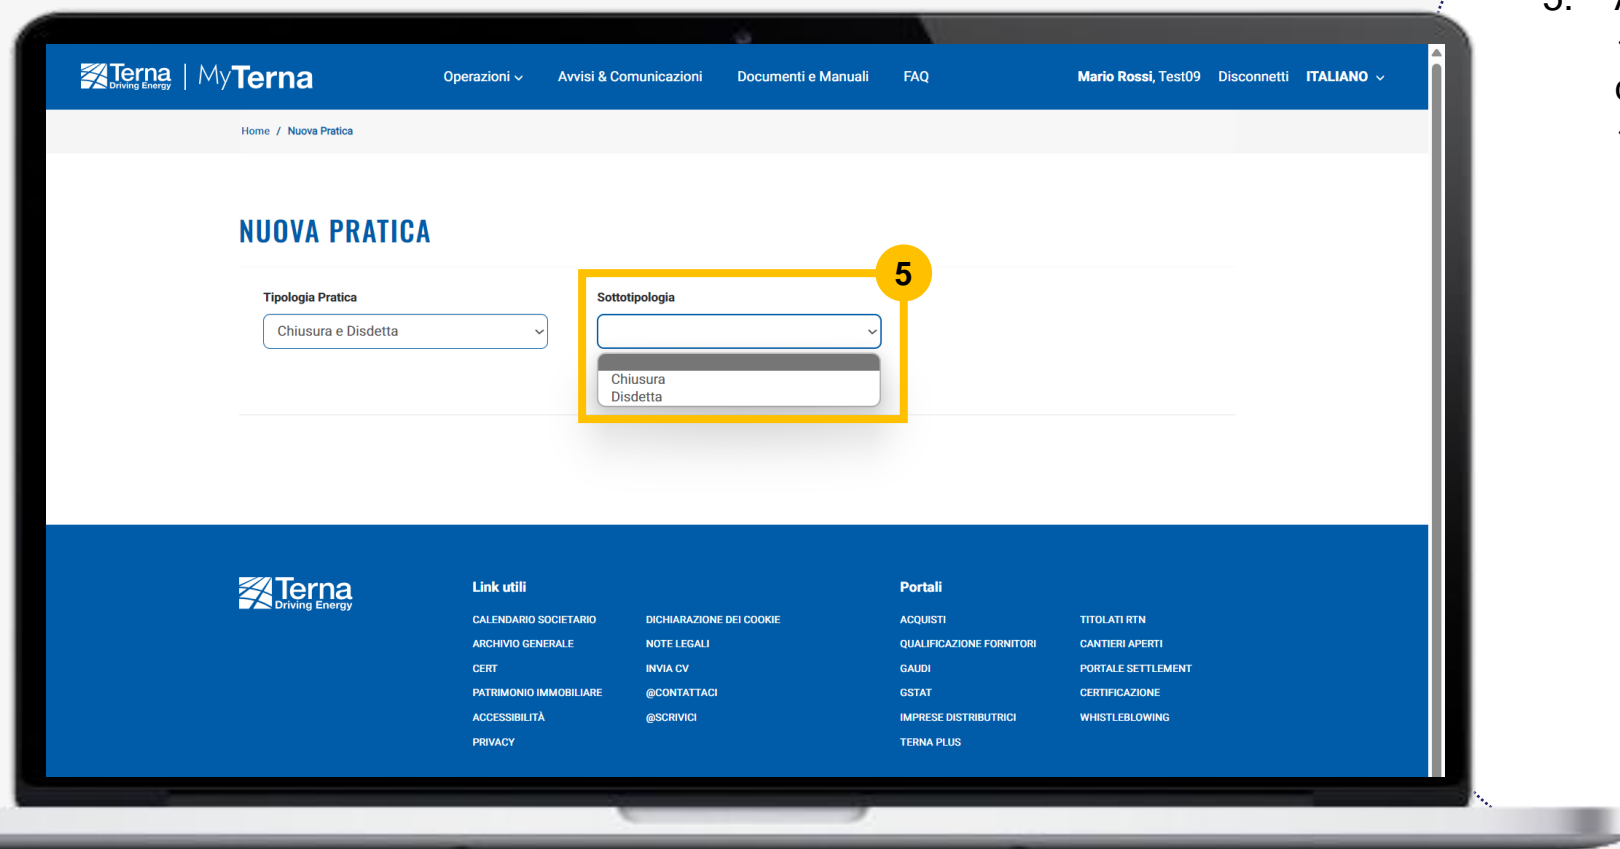 Terna
Driving Energy
MyTerna
Operazioni
Avvisi & Comunicazioni
Documenti e Manuali
FAQ
Mario Rossi, Test09
Disconnetti
ITALIANO
Home / Nuova Pratica
NUOVA PRATICA
5
Tipologia Pratica
Chiusura e Disdetta
Sottotipologia
Chiusura
Disdetta
Terna
Driving Energy
Link utili
CALENDARIO SOCIETARIO
ARCHIVIO GENERALE
CERT
PATRIMONIO IMMOBILIARE
ACCESSIBILITÀ
PRIVACY
DICHIARAZIONE DEI COOKIE
NOTE LEGALI
INVIA CV
@CONTATTACI
@SCRIVICI
Portali
ACQUISTI
QUALIFICAZIONE FORNITORI
GAUDI
GSTAT
IMPRESE DISTRIBUTRICI
TERNA PLUS
TITOLATI RTN
CANTIERI APERTI
PORTALE SETTLEMENT
CERTIFICAZIONE
WHISTLEBLOWING